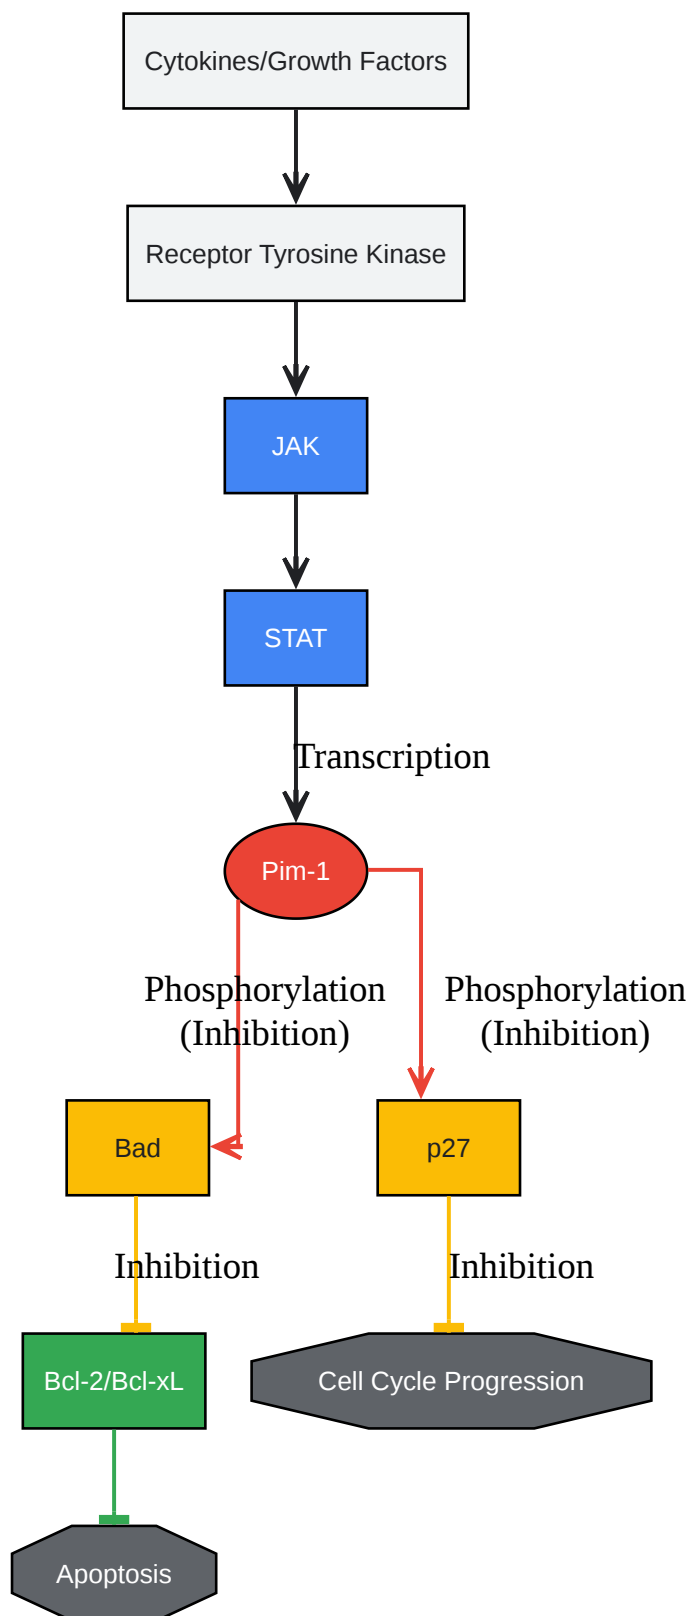 Cytokines/Growth Factors
Receptor Tyrosine Kinase
JAK
STAT
Transcription
Pim-1
Phosphorylation
(Inhibition)
Phosphorylation
(Inhibition)
Bad
p27
Inhibition
Inhibition
Bcl-2/Bcl-xL
Cell Cycle Progression
Apoptosis